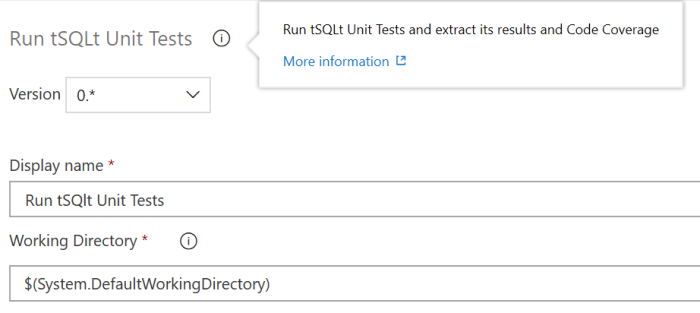 Run tSQLt Unit Tests
Run tSQLt Unit Tests and extract its results and Code Coverage
More information
Version 0.*
Display name *
Run tSQlt Unit Tests
Working Directory *
$(System.DefaultWorkingDirectory)